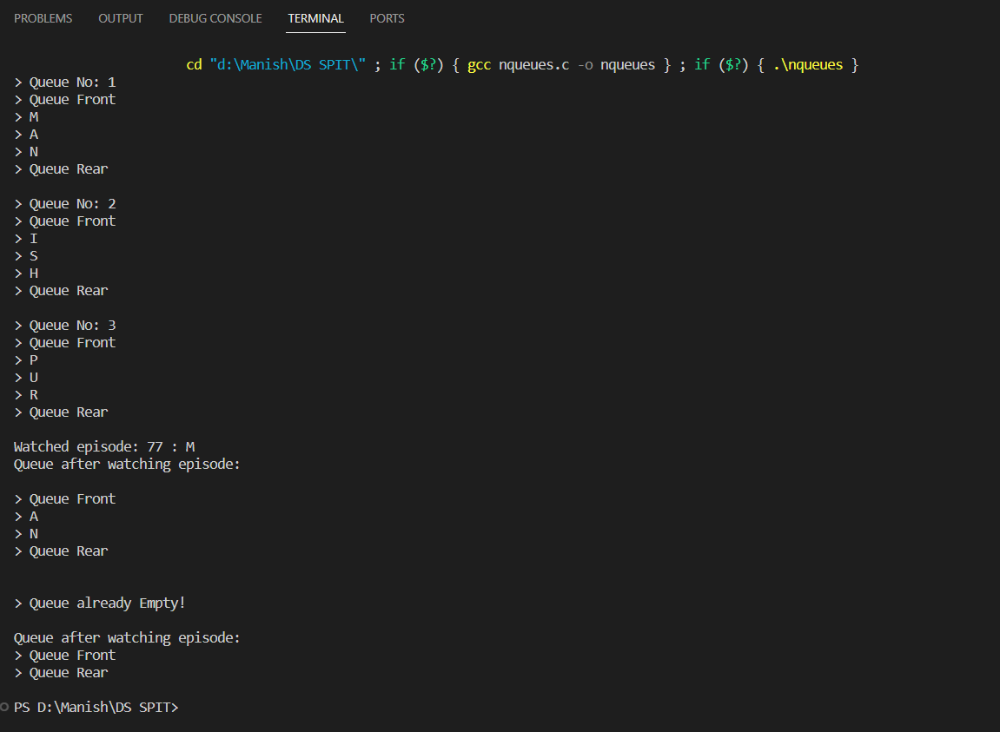 PROBLEMS OUTPUT DEBUG CONSOLE TERMINAL PORTS
cd "d:\Manish\DS SPIT\" ; if ($?) { gcc nqueues.c -o nqueues } ; if ($?) { .\nqueues }
> Queue No: 1
> Queue Front
> M
> A
> N
> Queue Rear
> Queue No: 2
> Queue Front
> I
> S
> H
> Queue Rear
> Queue No: 3
> Queue Front
> P
> U
> R
> Queue Rear
Watched episode: 77 : M
Queue after watching episode:
> Queue Front
> A
> N
> Queue Rear
> Queue already Empty!
Queue after watching episode:
> Queue Front
> Queue Rear
PS D:\Manish\DS SPIT>